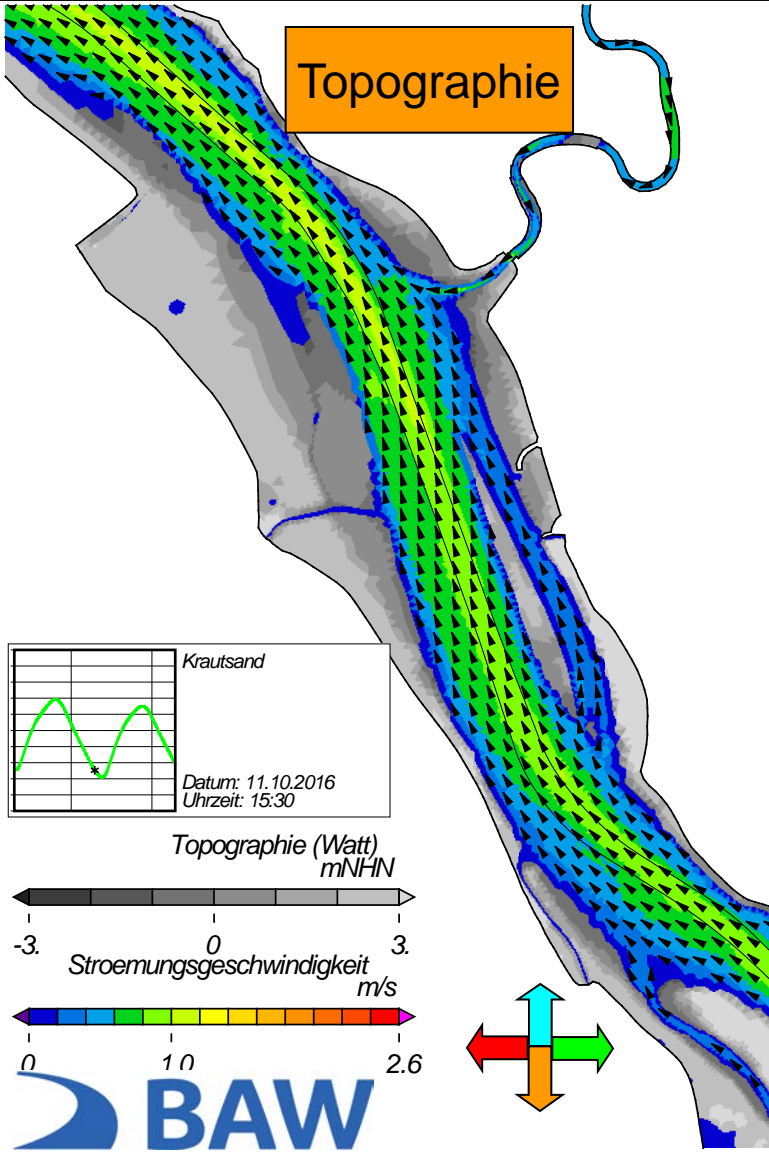 Topographie
Krautsand
Datum: 11.10.2016
Uhrzeit: 15:30
Topographie (Watt)
mNHN
-3. 0 3.
Stroemungsgeschwindigkeit
m/s
0 1.0 2.6
BAW